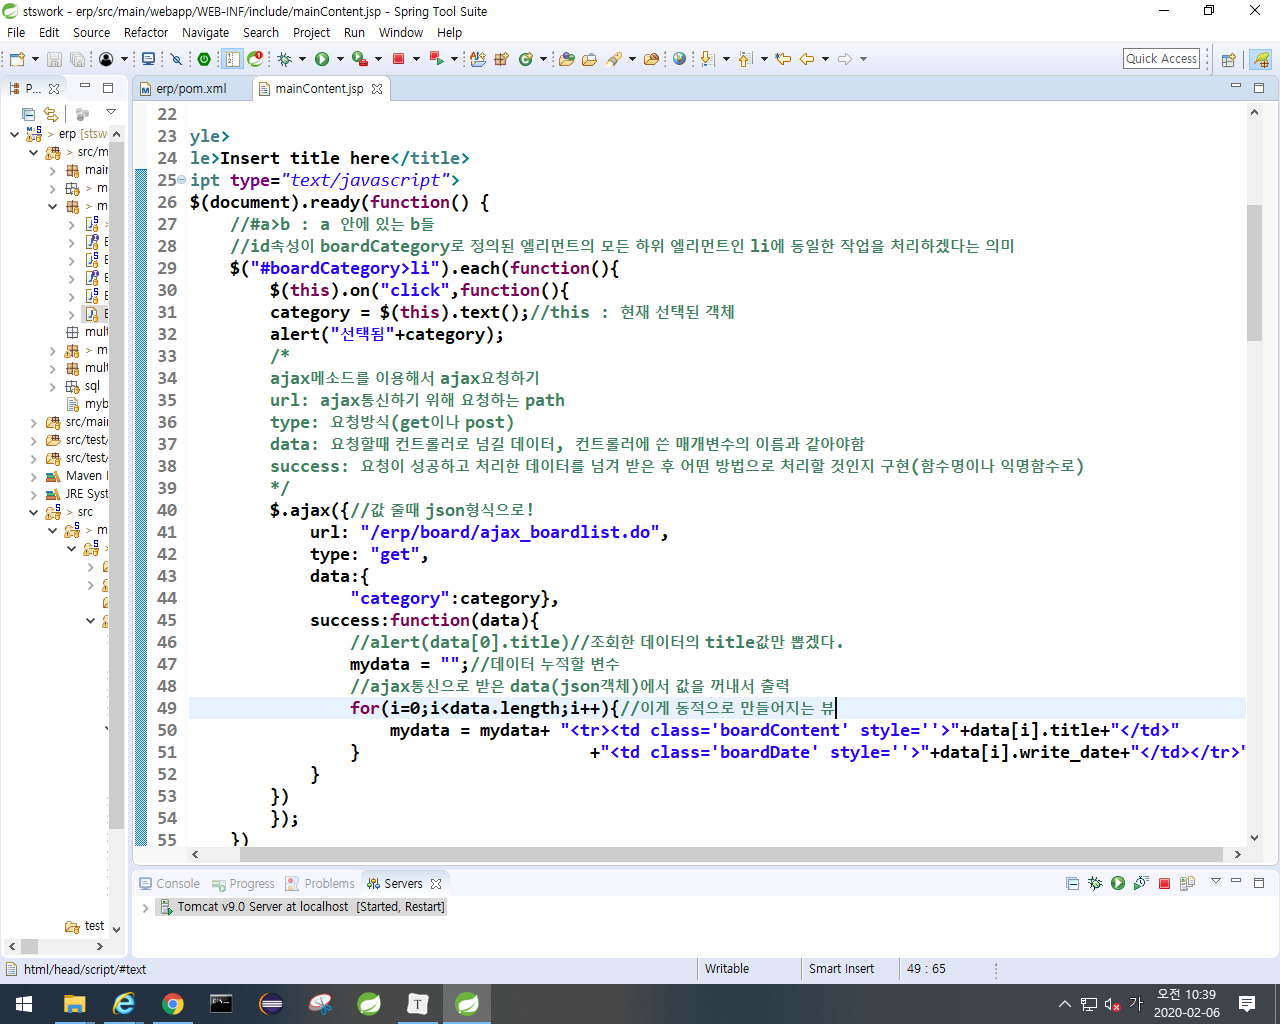 stswork - erp/src/main/webapp/WEB-INF/include/mainContent.jsp - Spring Tool Suite
File Edit Source Refactor Navigate Search Project Run Window Help
Quick Access
P...
erp/pom.xml
mainContent.jsp
> erp [stsw
> src/m
mair
> m
> m
mult
> m
mult
sql
myb
src/mai
src/test/
src/test/
Maven
JRE Syst
> src
> m
test
22
23 yle>
24 le>Insert title here</title>
25 ipt type="text/javascript">
26 $(document).ready(function() {
27 //#a>b : a 안에 있는 b들
28 //id속성이 boardCategory로 정의된 엘리먼트의 모든 하위 엘리먼트인 li에 동일한 작업을 처리하겠다는 의미
29 $("#boardCategory>li").each(function(){
30 $(this).on("click",function(){
31 category = $(this).text();//this : 현재 선택된 객체
32 alert("선택됨"+category);
33 /*
34 ajax메소드를 이용해서 ajax요청하기
35 url: ajax통신하기 위해 요청하는 path
36 type: 요청방식(get이나 post)
37 data: 요청할때 컨트롤러로 넘길 데이터, 컨트롤러에 쓴 매개변수의 이름과 같아야함
38 success: 요청이 성공하고 처리한 데이터를 넘겨 받은 후 어떤 방법으로 처리할 것인지 구현(함수명이나 익명함수로)
39 */
40 $.ajax({//값 줄때 json형식으로!
41 url: "/erp/board/ajax_boardlist.do",
42 type: "get",
43 data:{
44 "category":category},
45 success:function(data){
46 //alert(data[0].title)//조회한 데이터의 title값만 뽑겠다.
47 mydata = "";//데이터 누적할 변수
48 //ajax통신으로 받은 data(json객체)에서 값을 꺼내서 출력
49 for(i=0;i<data.length;i++){//이게 동적으로 만들어지는 뷰
50 mydata = mydata+ "<tr><td class='boardContent' style=''>"+data[i].title+"</td>"
51 } +"<td class='boardDate' style=''>"+data[i].write_date+"</td></tr>"
52 }
53 })
54 });
55 })
Console Progress Problems Servers
Tomcat v9.0 Server at localhost [Started, Restart]
html/head/script/#text
Writable
Smart Insert
49 : 65
T
가
오전 10:39
2020-02-06